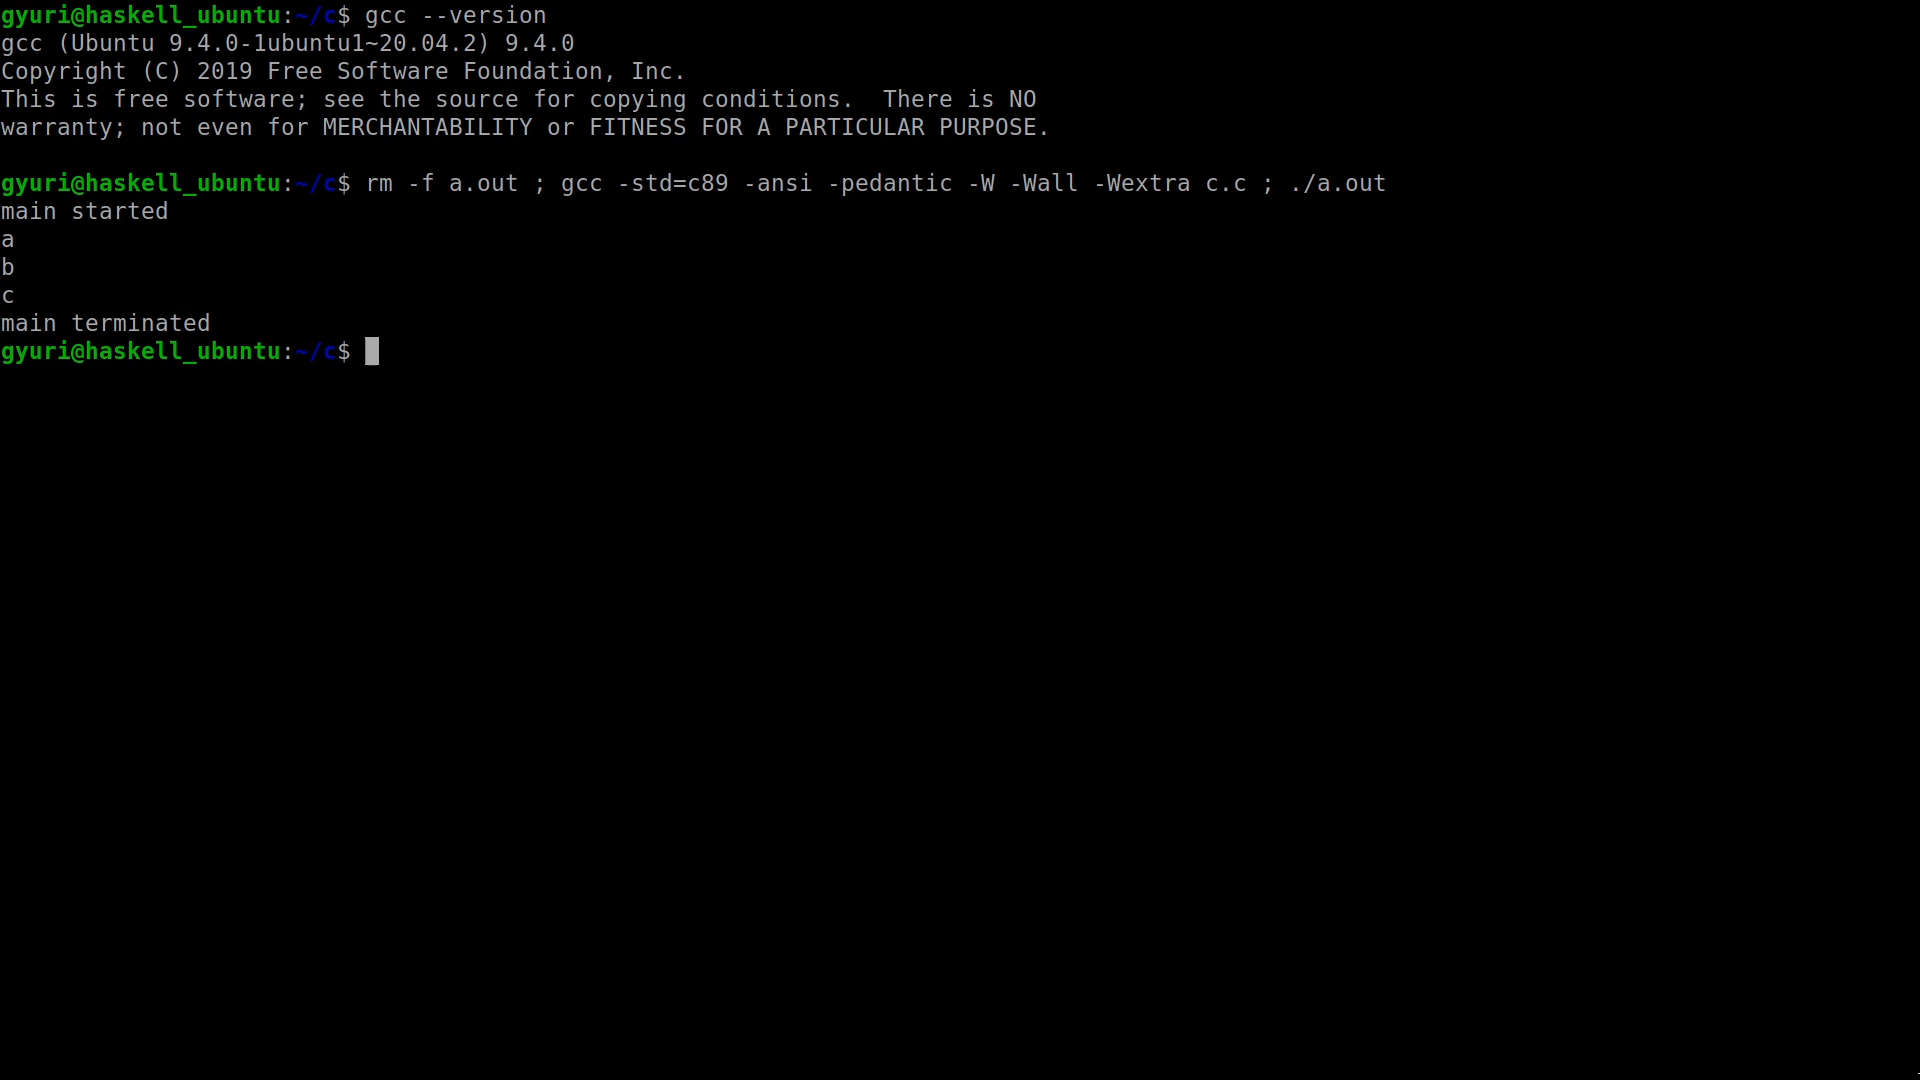 gyuri@haskell_ubuntu:~/c$ gcc --version
gcc (Ubuntu 9.4.0-1ubuntu1~20.04.2) 9.4.0
Copyright (C) 2019 Free Software Foundation, Inc.
This is free software; see the source for copying conditions.  There is NO
warranty; not even for MERCHANTABILITY or FITNESS FOR A PARTICULAR PURPOSE.

gyuri@haskell_ubuntu:~/c$ rm -f a.out ; gcc -std=c89 -ansi -pedantic -W -Wall -Wextra c.c ; ./a.out
main started
a
b
c
main terminated
gyuri@haskell_ubuntu:~/c$